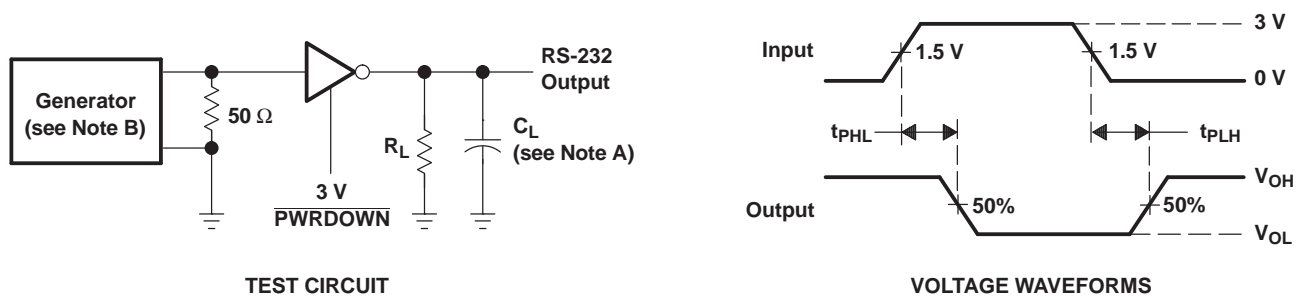 Generator
(see Note B)
50 Ω
3 V
PWRDOWN
RL
CL
(see Note A)
RS-232
Output
TEST CIRCUIT
Input
1.5 V
1.5 V
3 V
0 V
tPHL
tPLH
Output
50%
50%
VOH
VOL
VOLTAGE WAVEFORMS